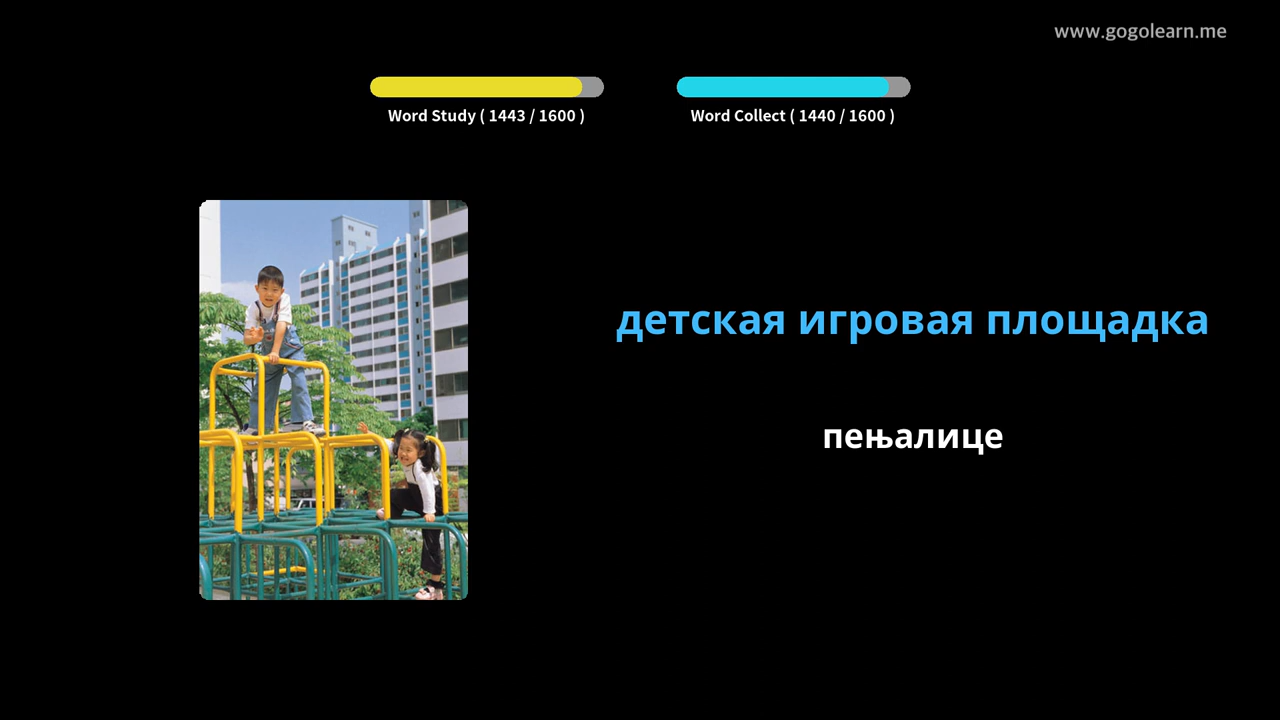 www.gogolearn.me
Word Study ( 1443 / 1600 )
Word Collect ( 1440 / 1600 )
детская игровая площадка
пењалице